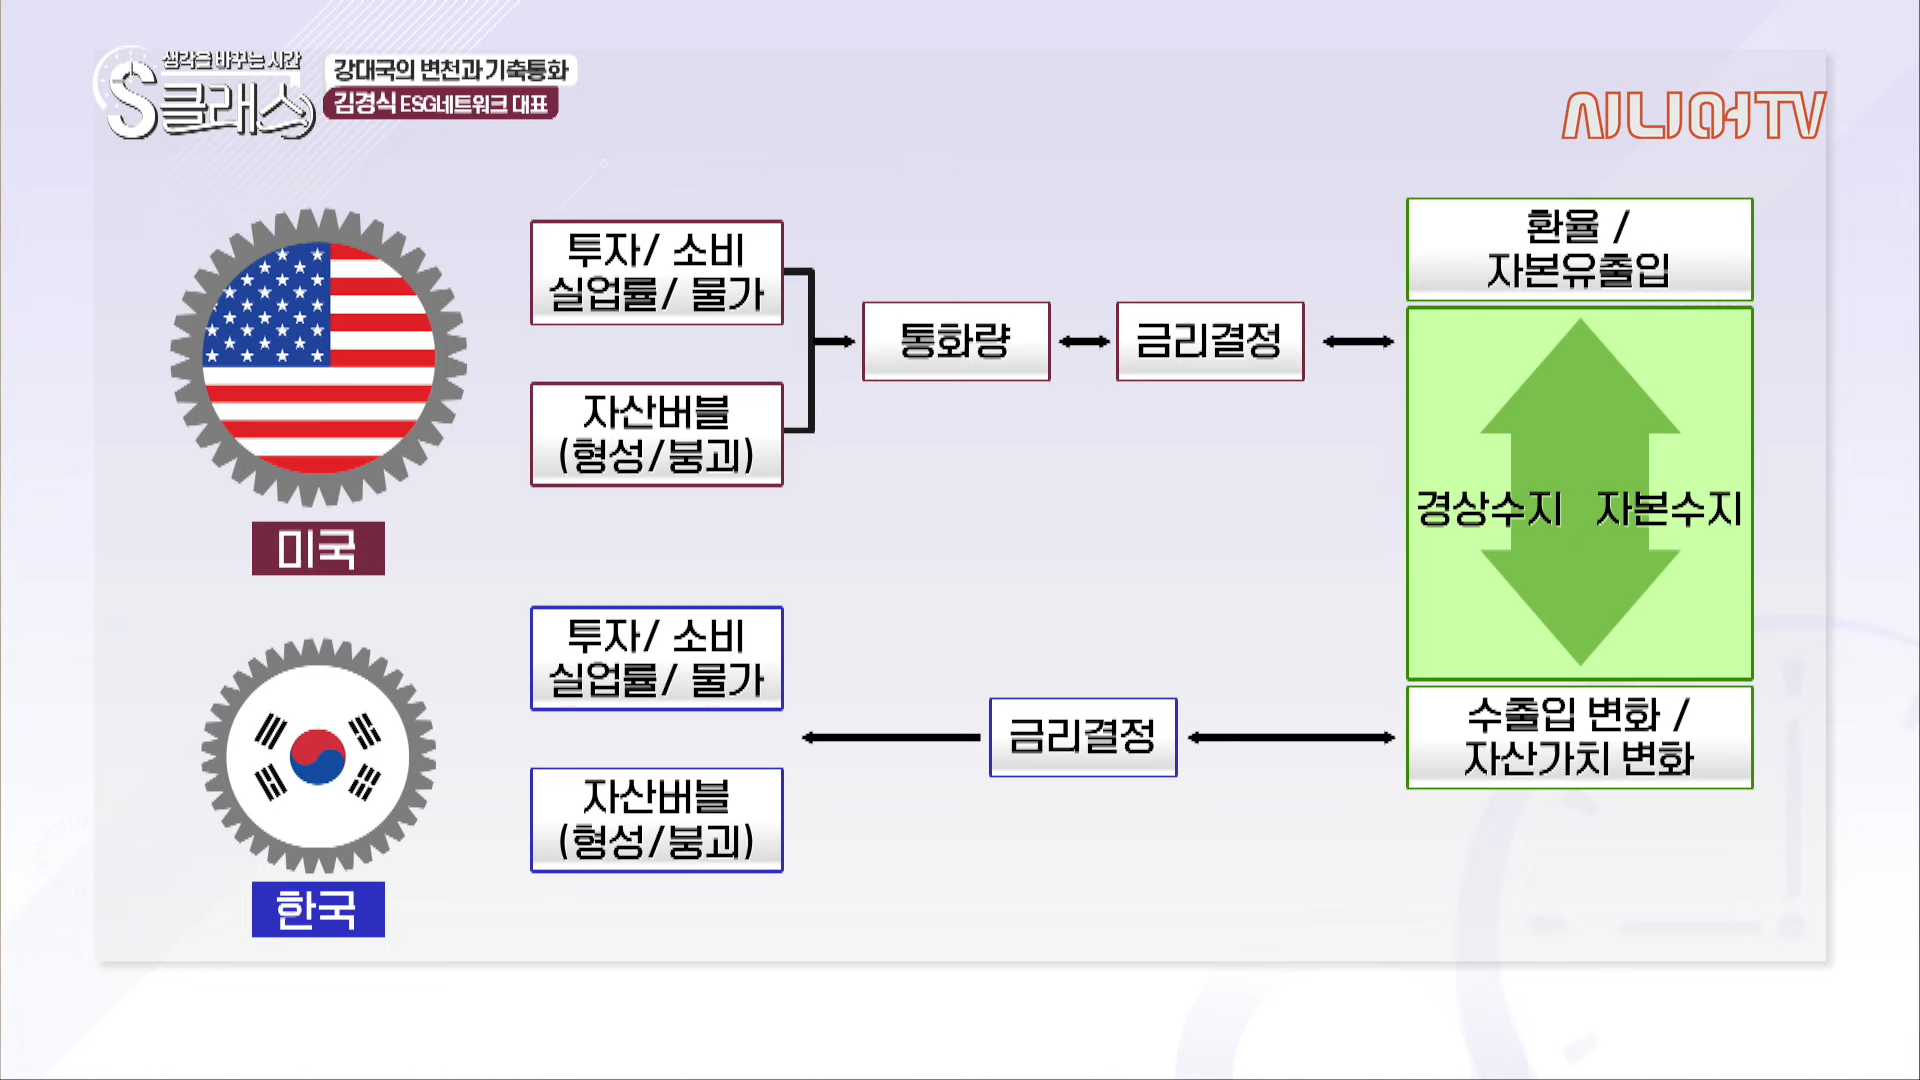 생각을 바꾸는 시간
S클래스
강대국의 변천과 기축통화
김경식 ESG네트워크 대표
시니어TV
투자/ 소비
실업률/ 물가
자산버블
(형성/붕괴)
통화량
금리결정
환율 /
자본유출입
경상수지 자본수지
미국
투자/ 소비
실업률/ 물가
자산버블
(형성/붕괴)
금리결정
수출입 변화 /
자산가치 변화
한국